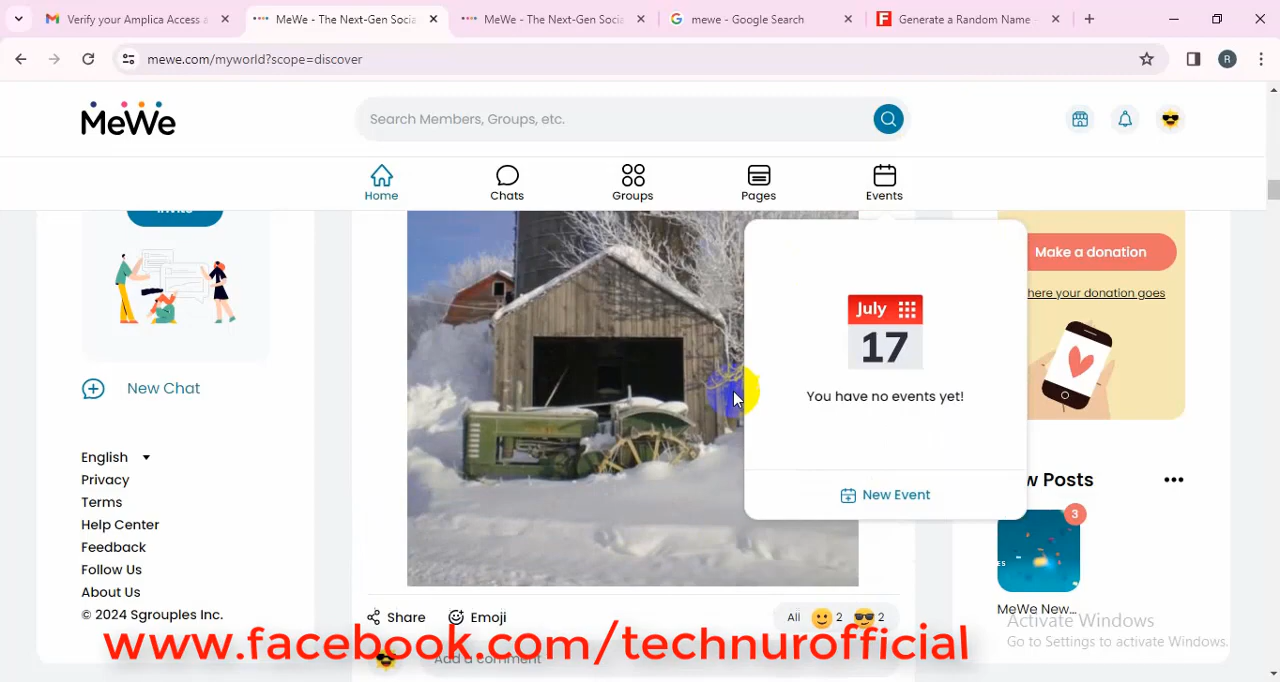 Verify your Amplica Access a
MeWe - The Next-Gen Socia
MeWe - The Next-Gen Socia
mewe - Google Search
Generate a Random Name -
mewe.com/myworld?scope=discover
R
MeWe
Search Members, Groups, etc.
Home
Chats
Groups
Pages
Events
Make a donation
here your donation goes
July
17
You have no events yet!
New Event
New Chat
English
Privacy
Terms
Help Center
Feedback
Follow Us
About Us
© 2024 Sgrouples Inc.
w Posts
3
MeWe New...
Share
Emoji
All
2
2
Add a comment
Activate Windows
Go to Settings to activate Windows.
www.facebook.com/technurofficial